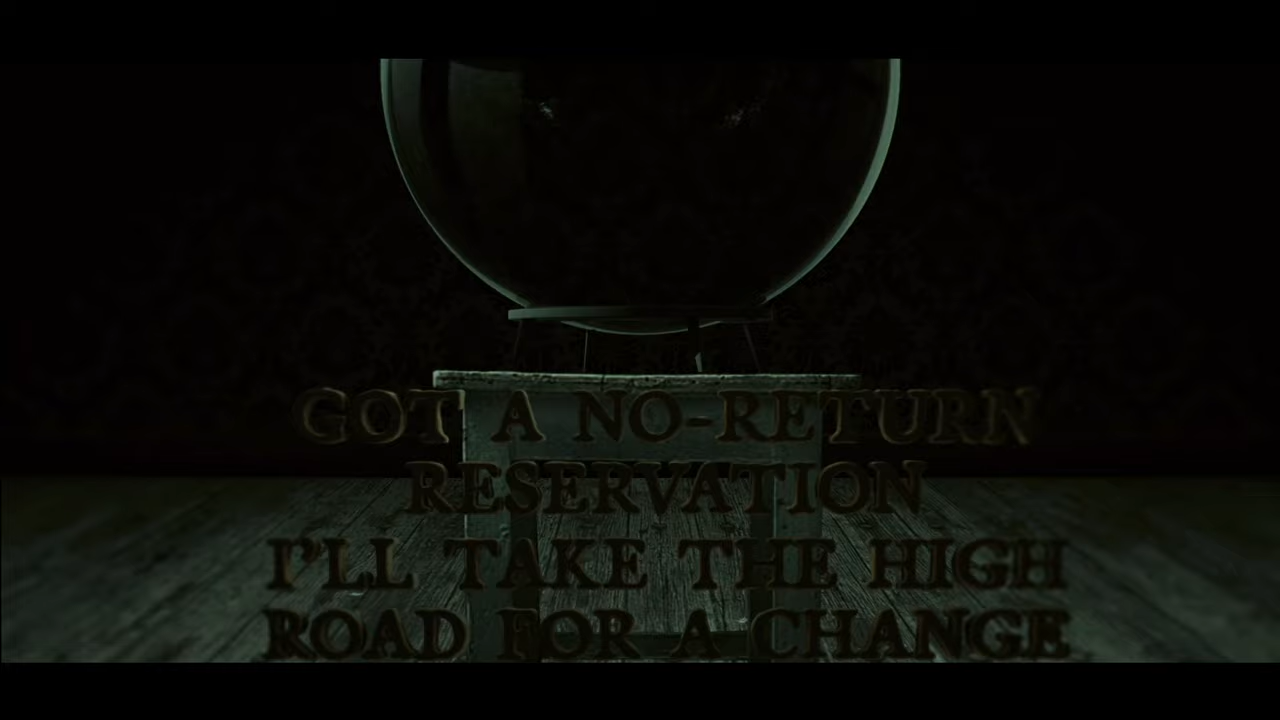 GOT A NO-RETURN
RESERVATION
I'LL TAKE THE HIGH
ROAD FOR A CHANGE